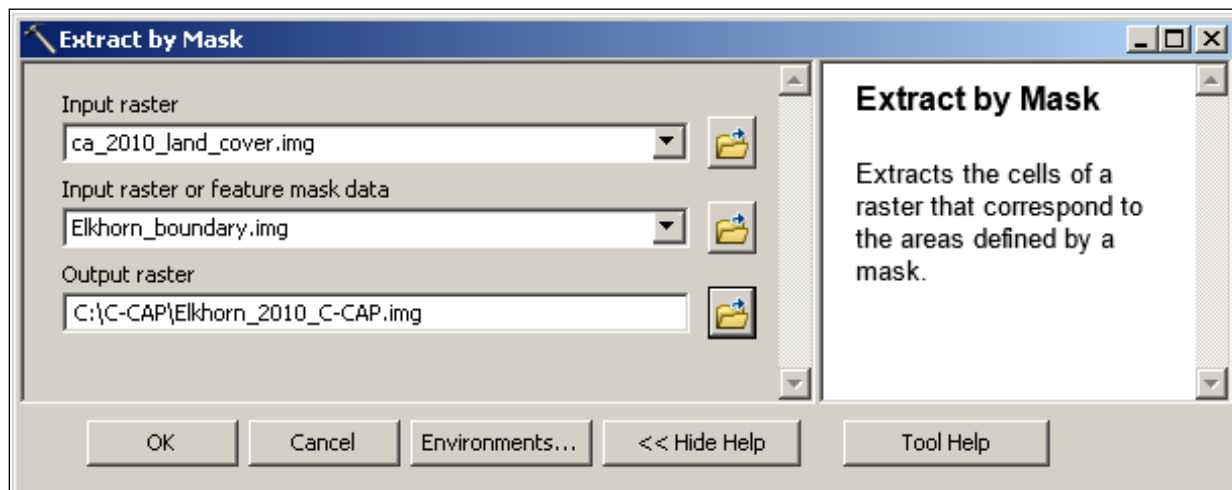 Extract by Mask
Input raster
ca_2010_land_cover.img
Input raster or feature mask data
Elkhorn_boundary.img
Output raster
C:\C-CAP\Elkhorn_2010_C-CAP.img
Extract by Mask
Extracts the cells of a
raster that correspond to
the areas defined by a
mask.
OK
Cancel
Environments...
<< Hide Help
Tool Help